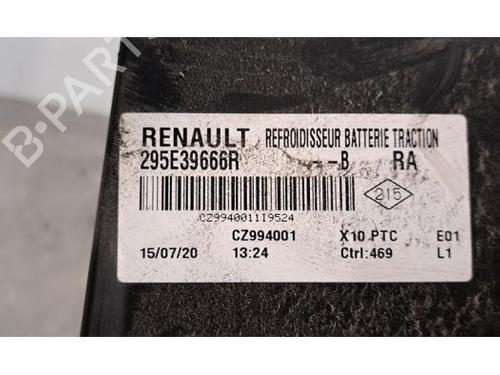 B-PARTS
RENAULT REFROIDISSEUR BATTERIE TRACTION
295E39666R --B RA
215
CZ994001119524
CZ994001 X10 PTC E01
15/07/20 13:24 Ctrl:469 L1